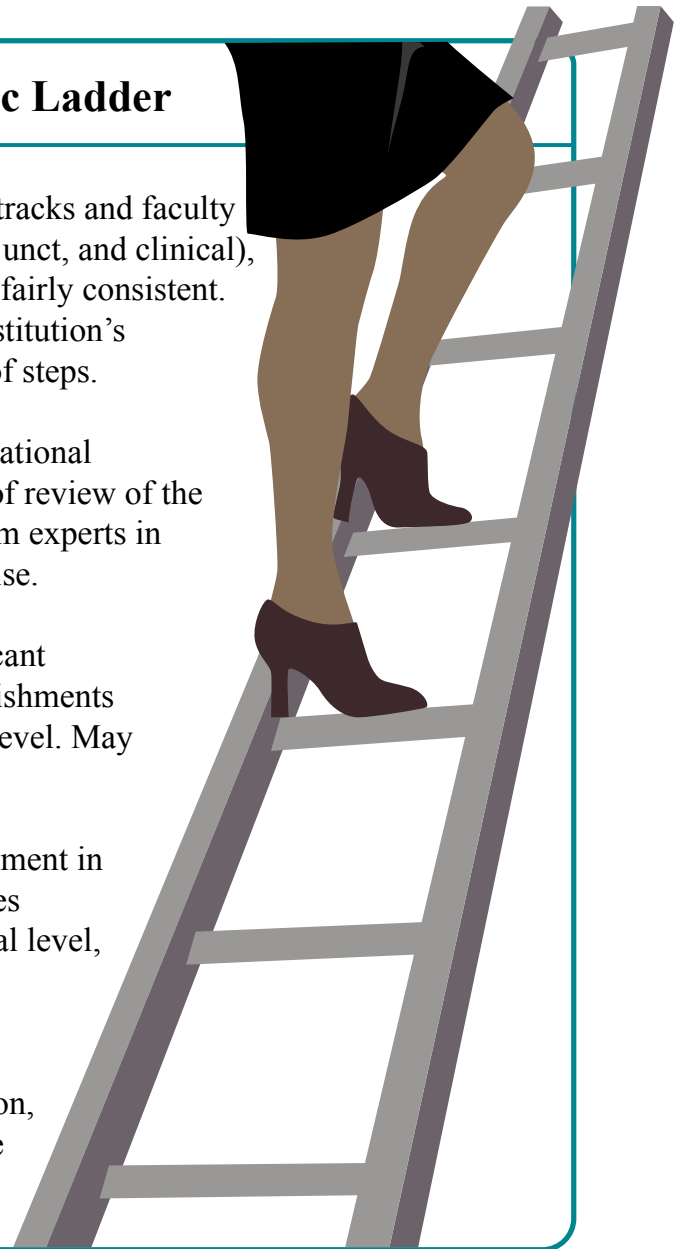 c Ladder
tracks and faculty
unct, and clinical),
fairly consistent.
stitution’s
of steps.
ational
of review of the
m experts in
se.
cant
ishments
evel. May
ment in
es
al level,
on,
e